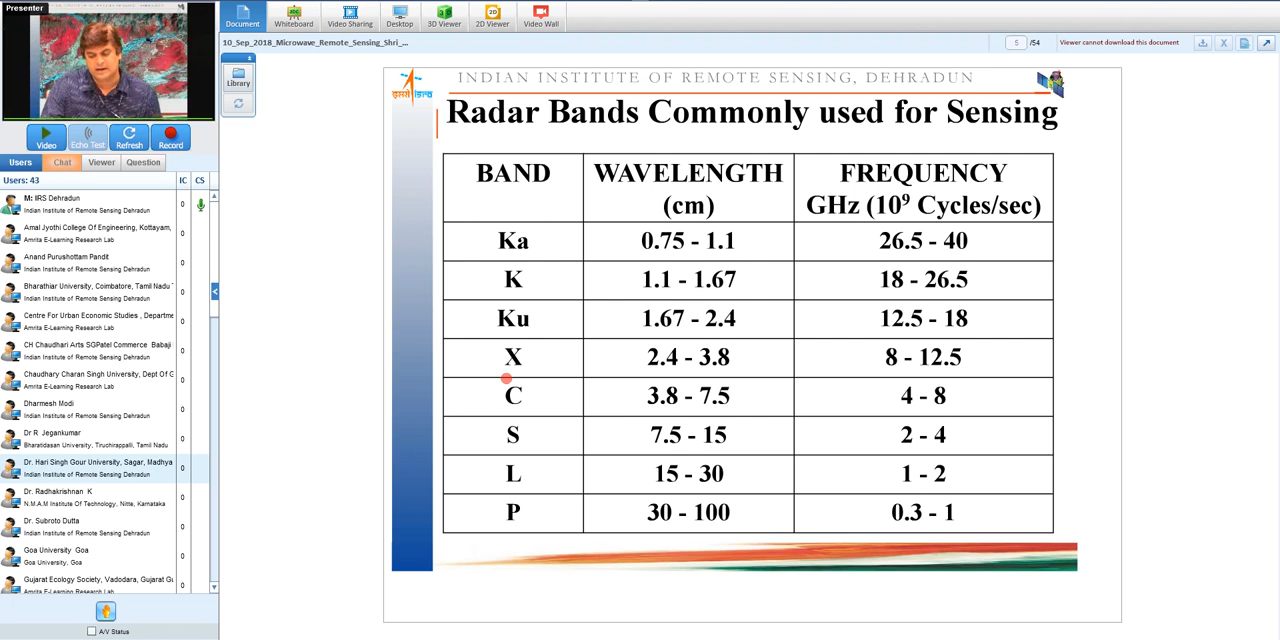 Presenter
Document
Whiteboard
Video Sharing
Desktop
3D Viewer
2D Viewer
Video Wall
10_Sep_2018_Microwave_Remote_Sensing_Shri_...
5 /54
Viewer cannot download this document
Library
Video
Echo Test
Refresh
Record
Users
Chat
Viewer
Question
Users: 43
IC
CS
M: IIRS Dehradun
Indian Institute of Remote Sensing Dehradun
0
Amal Jyothi College Of Engineering, Kottayam,
Amrita E-Learning Research Lab
0
Anand Purushottam Pandit
Indian Institute of Remote Sensing Dehradun
0
Bharathiar University, Coimbatore, Tamil Nadu
Indian Institute of Remote Sensing Dehradun
0
Centre For Urban Economic Studies , Departme
Amrita E-Learning Research Lab
0
CH Chaudhari Arts SGPatel Commerce Babaji
Indian Institute of Remote Sensing Dehradun
0
Chaudhary Charan Singh University, Dept Of G
Amrita E-Learning Research Lab
0
Dharmesh Modi
Indian Institute of Remote Sensing Dehradun
0
Dr R Jegankumar
Bharatidasan University, Tiruchirappalli, Tamil Nadu
0
Dr. Hari Singh Gour University, Sagar, Madhya
Indian Institute of Remote Sensing Dehradun
0
Dr. Radhakrishnan K
N.M.A.M Institute Of Technology, Nitte, Karnataka
0
Dr. Subroto Dutta
Indian Institute of Remote Sensing Dehradun
0
Goa University Goa
Goa University, Goa
0
Gujarat Ecology Society, Vadodara, Gujarat Gu
Amrita E-Learning Research Lab
0
A/V Status
INDIAN INSTITUTE OF REMOTE SENSING, DEHRADUN
इसरो isro
Radar Bands Commonly used for Sensing
BAND WAVELENGTH (cm) FREQUENCY GHz (10⁹ Cycles/sec)
Ka 0.75 - 1.1 26.5 - 40
K 1.1 - 1.67 18 - 26.5
Ku 1.67 - 2.4 12.5 - 18
X 2.4 - 3.8 8 - 12.5
C 3.8 - 7.5 4 - 8
S 7.5 - 15 2 - 4
L 15 - 30 1 - 2
P 30 - 100 0.3 - 1